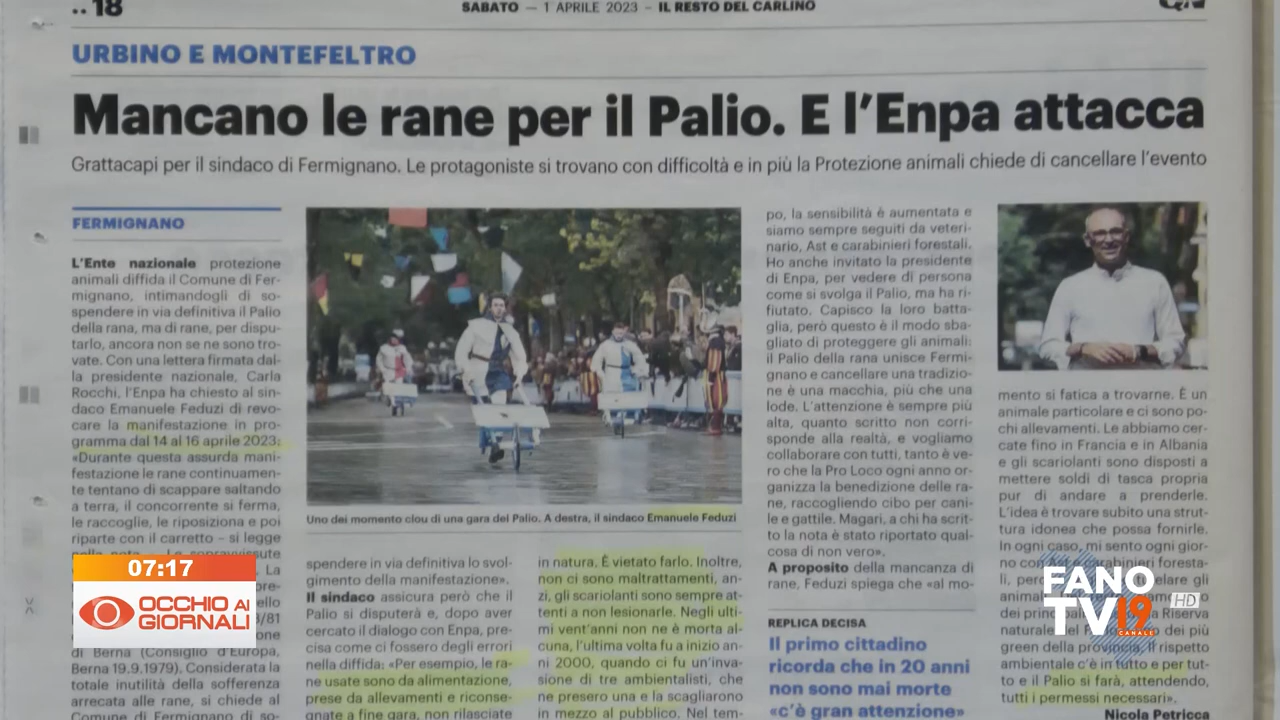 18
SABATO — 1 APRILE 2023 – IL RESTO DEL CARLINO
URBINO E MONTEFELTRO
Mancano le rane per il Palio. E l'Enpa attacca
Grattacapi per il sindaco di Fermignano. Le protagoniste si trovano con difficoltà e in più la Protezione animali chiede di cancellare l'evento
FERMIGNANO
L'Ente nazionale protezione
animali diffida il Comune di Fer-
mignano, intimandogli di so-
spendere in via definitiva il Palio
della rana, ma di rane, per dispu-
tarlo, ancora non se ne sono tro-
vate. Con una lettera firmata dal-
la presidente nazionale, Carla
Rocchi, l'Enpa ha chiesto al sin-
daco Emanuele Feduzi di revo-
care la manifestazione in pro-
gramma dal 14 al 16 aprile 2023:
«Durante questa assurda mani-
festazione le rane continuamen-
te tentano di scappare saltando
a terra, il concorrente si ferma,
le raccoglie, le riposiziona e poi
riparte con il carretto – si legge
nella nota
La
di Berna (Consiglio d'Europa,
Berna 19.9.1979). Considerata la
totale inutilità della sofferenza
arrecata alle rane, si chiede al
Comune di Fermignano di so-
Uno dei momento clou di una gara del Palio. A destra, il sindaco Emanuele Feduzi
spendere in via definitiva lo svol-
gimento della manifestazione».
Il sindaco assicura però che il
Palio si disputerà e, dopo aver
cercato il dialogo con Enpa, pre-
cisa come ci fossero degli errori
nella diffida: «Per esempio, le ra-
ne usate sono da alimentazione,
prese da allevamenti e riconse-
gnate a fine gara, non rilasciate
in natura. È vietato farlo. Inoltre,
non ci sono maltrattamenti, an-
zi, gli scariolanti sono sempre at-
tenti a non lesionarle. Negli ulti-
mi vent'anni non ne è morta al-
cuna, l'ultima volta fu a inizio an-
ni 2000, quando ci fu un'inva-
sione di tre ambientalisti, che
ne presero una e la scagliarono
in mezzo al pubblico. Nel tem-
po, la sensibilità è aumentata e
siamo sempre seguiti da veteri-
nario, Ast e carabinieri forestali.
Ho anche invitato la presidente
di Enpa, per vedere di persona
come si svolga il Palio, ma ha ri-
fiutato. Capisco la loro batta-
glia, però questo è il modo sba-
gliato di proteggere gli animali:
il Palio della rana unisce Fermi-
gnano e cancellare una tradizio-
ne è una macchia, più che una
lode. L'attenzione è sempre più
alta, quanto scritto non corri-
sponde alla realtà, e vogliamo
collaborare con tutti, tanto è ve-
ro che la Pro Loco ogni anno or-
ganizza la benedizione delle ra-
ne, raccogliendo cibo per cani-
le e gattile. Magari, a chi ha scrit-
to la nota è stato riportato qual-
cosa di non vero».
A proposito della mancanza di
rane, Feduzi spiega che «al mo-
REPLICA DECISA
Il primo cittadino
ricorda che in 20 anni
non sono mai morte
«c'è gran attenzione»
mento si fatica a trovarne. È un
animale particolare e ci sono po-
chi allevamenti. Le abbiamo cer-
cate fino in Francia e in Albania
e gli scariolanti sono disposti a
mettere soldi di tasca propria
pur di andare a prenderle.
L'idea è trovare subito una strut-
tura idonea che possa fornirle.
In ogni caso, mi sento ogni gior-
no con
li,
animal
Riserva
naturale del dei più
green della provincia. Il rispetto
ambientale c'è in tutto e per tut-
to e il Palio si farà, attendendo,
tutti i permessi necessari».
Nicola Petricca
07:17
OCCHIO AI
GIORNALI
FANO
TV19 HD
CANALE